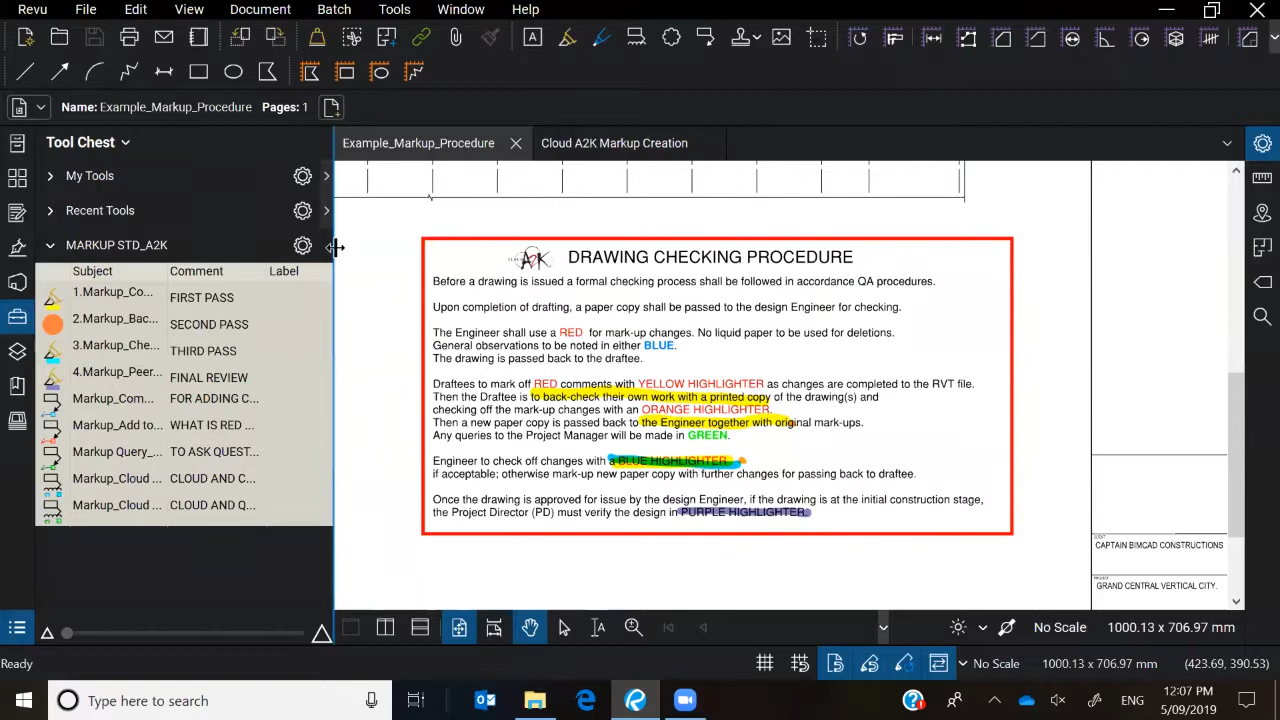 Revu File Edit View Document Batch Tools Window Help
Name: Example_Markup_Procedure Pages: 1
Tool Chest
Example_Markup_Procedure
Cloud A2K Markup Creation
My Tools
Recent Tools
MARKUP STD_A2K
Subject Comment Label
1.Markup_Co... FIRST PASS
2.Markup_Bac... SECOND PASS
3.Markup_Che... THIRD PASS
4.Markup_Peer... FINAL REVIEW
Markup_Com... FOR ADDING C...
Markup_Add to... WHAT IS RED ...
Markup Query_... TO ASK QUEST...
Markup_Cloud ... CLOUD AND C...
Markup_Cloud ... CLOUD AND Q...
A2K DRAWING CHECKING PROCEDURE
Before a drawing is issued a formal checking process shall be followed in accordance QA procedures.
Upon completion of drafting, a paper copy shall be passed to the design Engineer for checking.
The Engineer shall use a RED for mark-up changes. No liquid paper to be used for deletions.
General observations to be noted in either BLUE.
The drawing is passed back to the draftee.
Draftees to mark off RED comments with YELLOW HIGHLIGHTER as changes are completed to the RVT file.
Then the Draftee is to back-check their own work with a printed copy of the drawing(s) and
checking off the mark-up changes with an ORANGE HIGHLIGHTER.
Then a new paper copy is passed back to the Engineer together with original mark-ups.
Any queries to the Project Manager will be made in GREEN.
Engineer to check off changes with a BLUE HIGHLIGHTER
if acceptable; otherwise mark-up new paper copy with further changes for passing back to draftee.
Once the drawing is approved for issue by the design Engineer, if the drawing is at the initial construction stage,
the Project Director (PD) must verify the design in PURPLE HIGHLIGHTER.
CAPTAIN BIMCAD CONSTRUCTIONS
PROJECT
GRAND CENTRAL VERTICAL CITY.
No Scale 1000.13 x 706.97 mm
Ready
No Scale 1000.13 x 706.97 mm (423.69, 390.53)
Type here to search
ENG
12:07 PM
5/09/2019